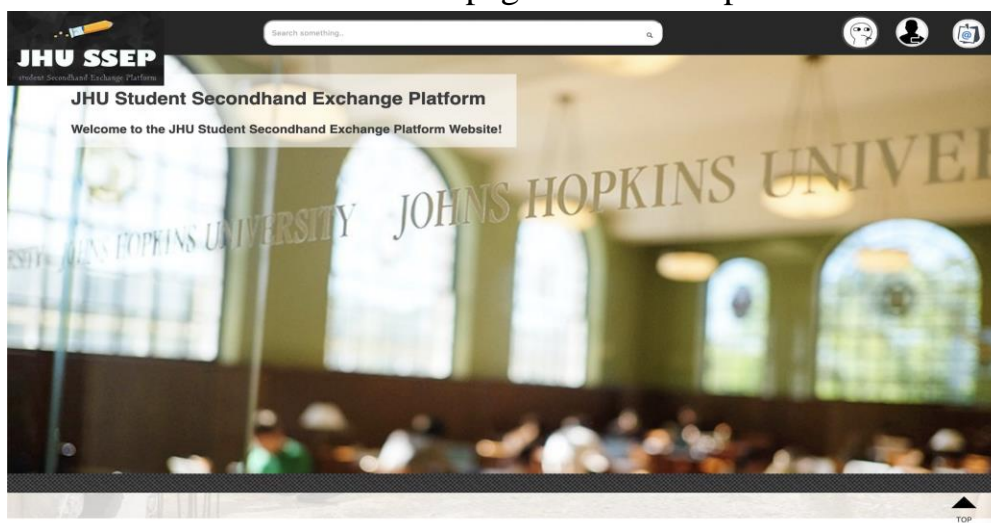 Search something..
JHU SSEP
student Secondhand Exchange Platform
JHU Student Secondhand Exchange Platform
Welcome to the JHU Student Secondhand Exchange Platform Website!
JOHNS HOPKINS UNIVERSITY JOHNS HOPKINS UNIVE
@
TOP